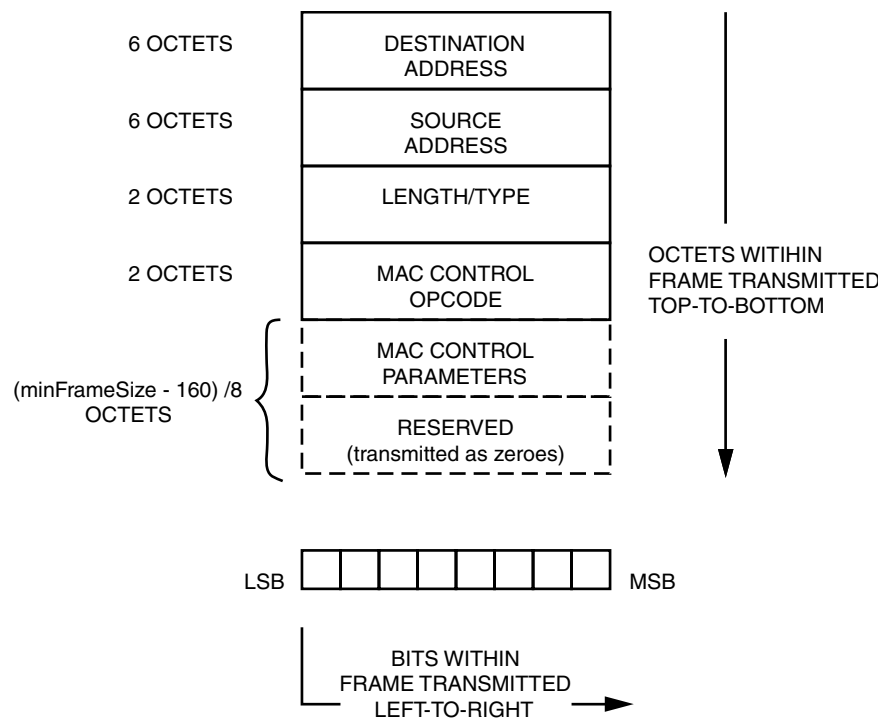 6 OCTETS
DESTINATION
ADDRESS
6 OCTETS
SOURCE
ADDRESS
2 OCTETS
LENGTH/TYPE
2 OCTETS
MAC CONTROL
OPCODE
OCTETS WITIHIN
FRAME TRANSMITTED
TOP-TO-BOTTOM
(minFrameSize - 160) /8
OCTETS
MAC CONTROL
PARAMETERS
RESERVED
(transmitted as zeroes)
LSB
MSB
BITS WITHIN
FRAME TRANSMITTED
LEFT-TO-RIGHT